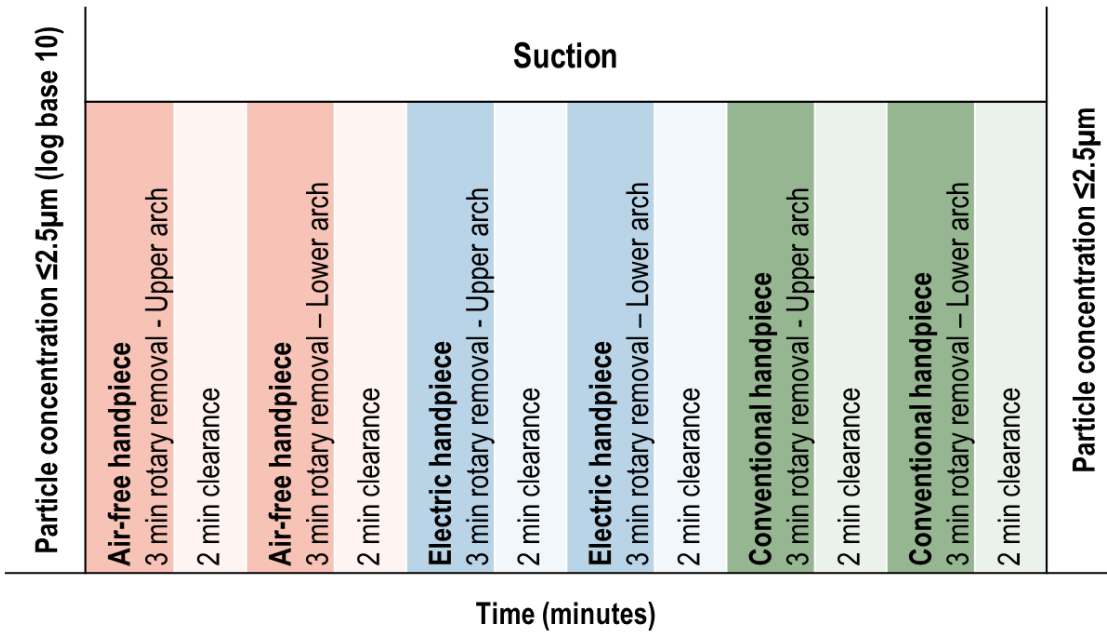 Particle concentration ≤2.5µm (log base 10)
Suction
Air-free handpiece
3 min rotary removal - Upper arch
2 min clearance
Air-free handpiece
3 min rotary removal – Lower arch
2 min clearance
Electric handpiece
3 min rotary removal - Upper arch
2 min clearance
Electric handpiece
3 min rotary removal – Lower arch
2 min clearance
Conventional handpiece
3 min rotary removal - Upper arch
2 min clearance
Conventional handpiece
3 min rotary removal – Lower arch
2 min clearance
Particle concentration ≤2.5µm
Time (minutes)